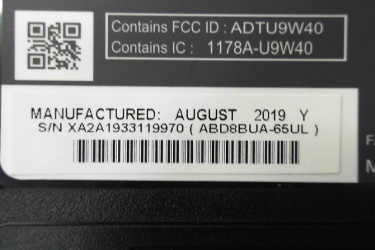 Contains FCC ID : ADTU9W40
Contains IC : 1178A-U9W40
MANUFACTURED: AUGUST 2019 Y
S/N XA2A1933119970 ( ABD8BUA-65UL )